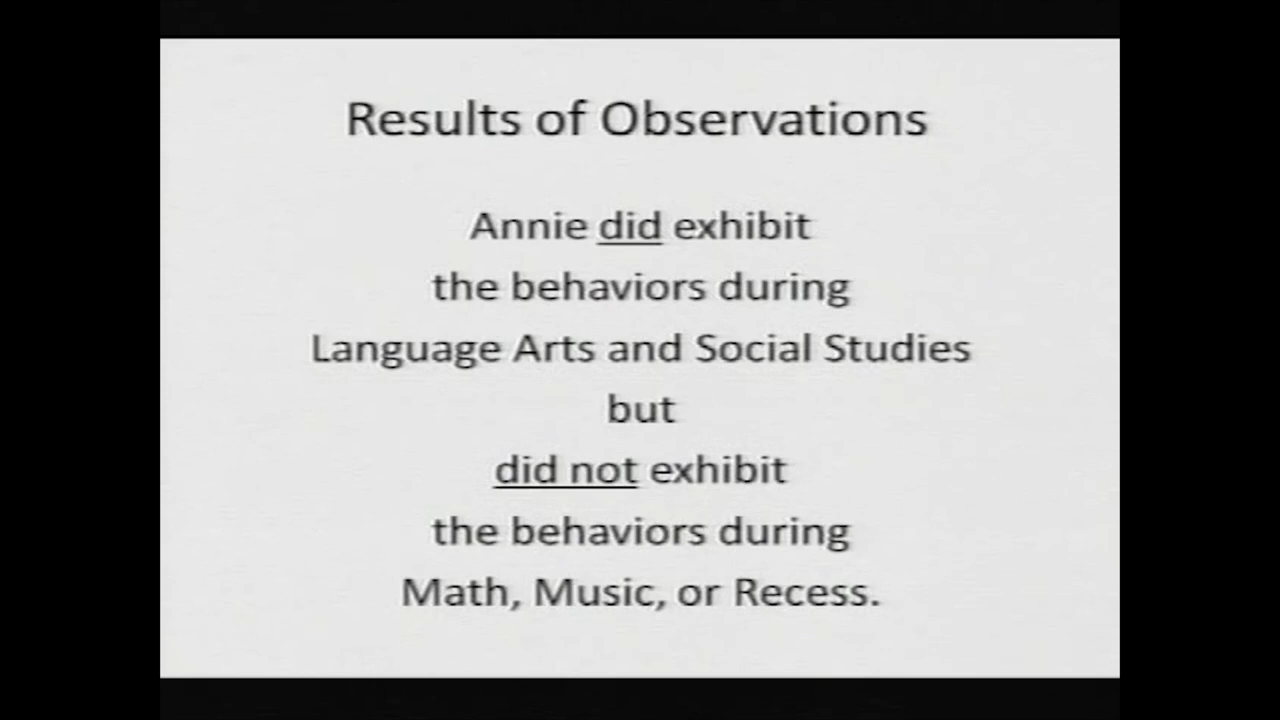 Results of Observations
Annie did exhibit
the behaviors during
Language Arts and Social Studies
but
did not exhibit
the behaviors during
Math, Music, or Recess.